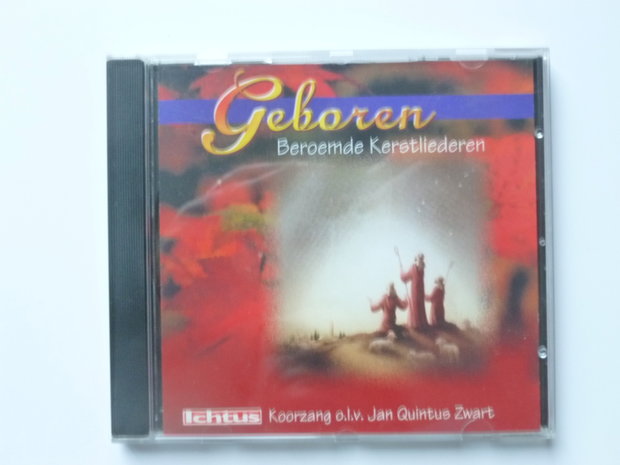 Geboren
Beroemde Kerstliederen
Ichtus Koorzang o.l.v. Jan Quintus Zwart